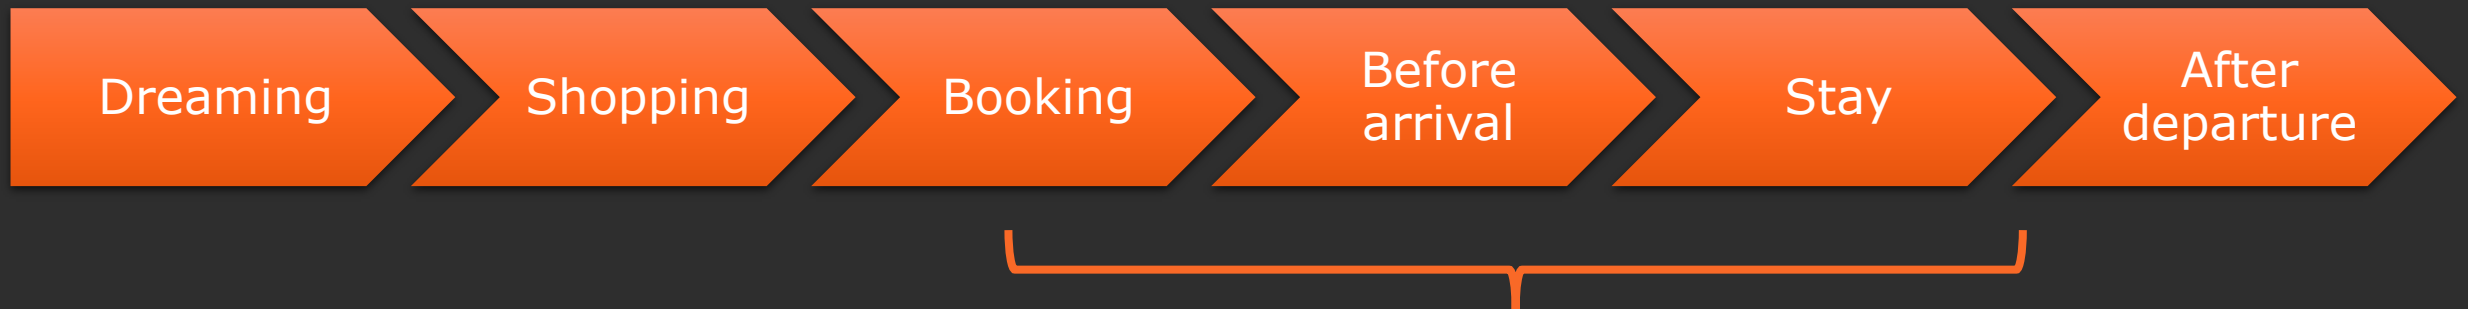 Dreaming
Shopping
Booking
Before
arrival
Stay
After
departure